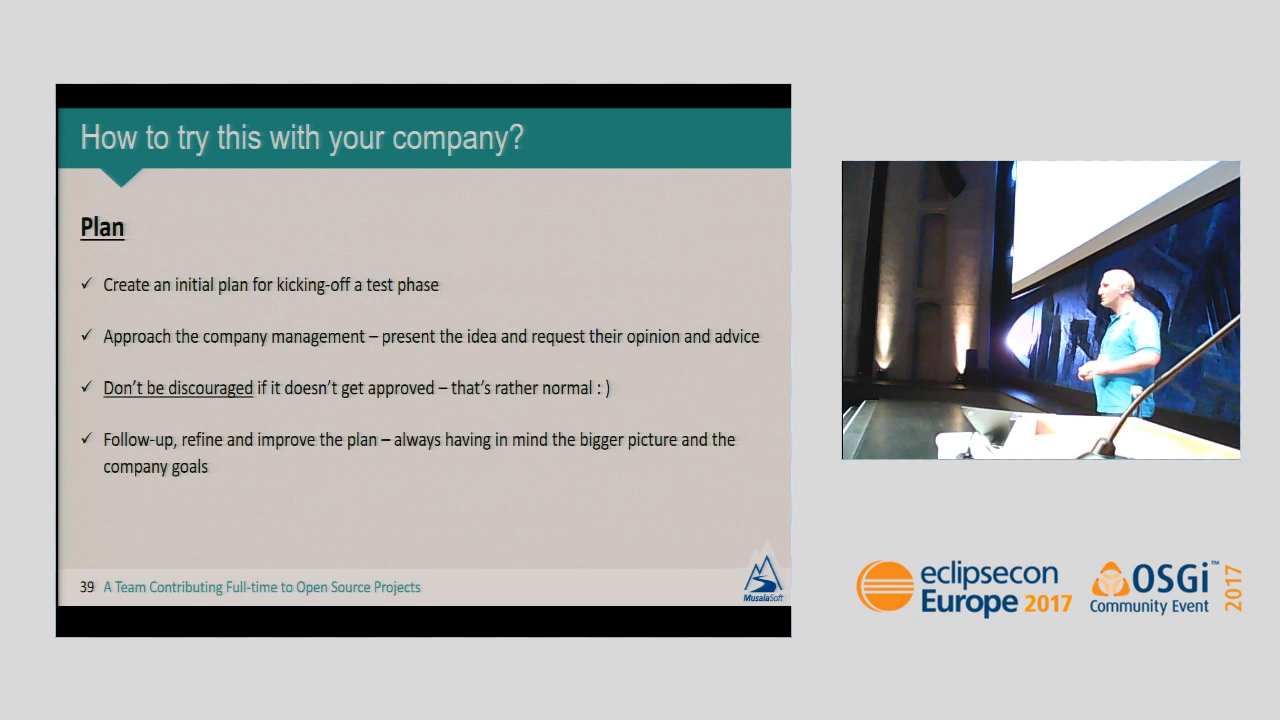 How to try this with your company?
Plan
✓ Create an initial plan for kicking-off a test phase
✓ Approach the company management – present the idea and request their opinion and advice
✓ Don't be discouraged if it doesn't get approved – that's rather normal : )
✓ Follow-up, refine and improve the plan – always having in mind the bigger picture and the
company goals
39 A Team Contributing Full-time to Open Source Projects
MusalaSoft
eclipsecon
Europe 2017
OSGi™
Community Event
2017